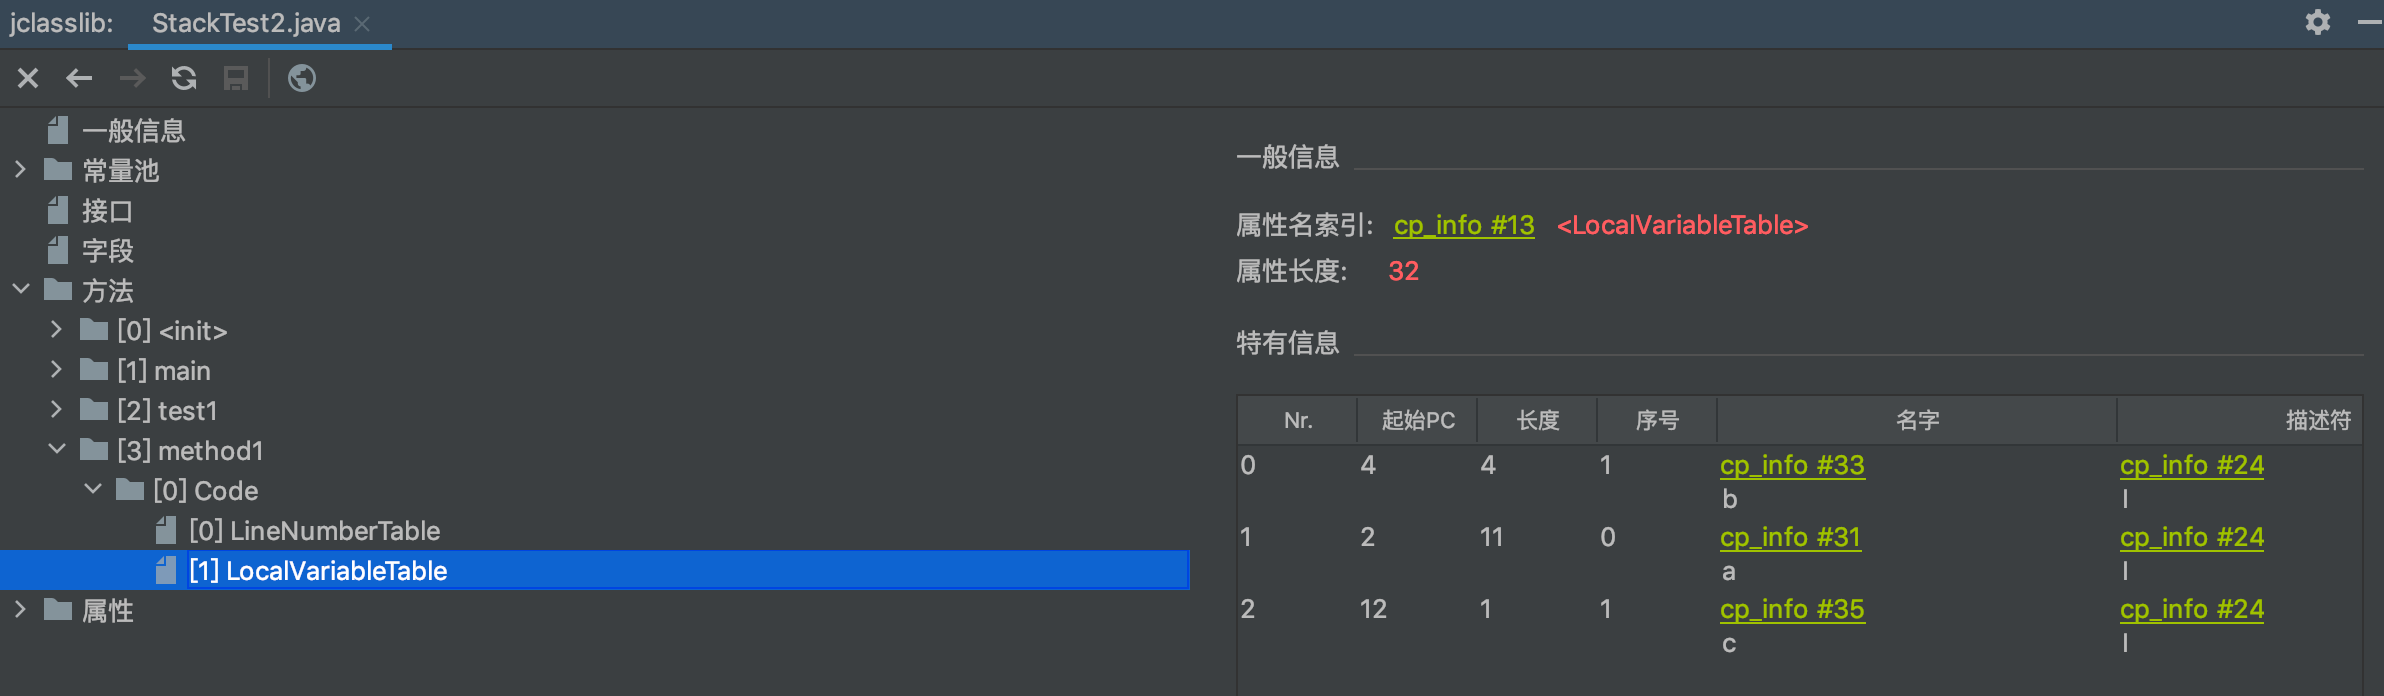 jclasslib: StackTest2.java
一般信息
常量池
接口
字段
方法
[0] <init>
[1] main
[2] test1
[3] method1
[0] Code
[0] LineNumberTable
[1] LocalVariableTable
属性
一般信息
属性名索引: cp_info #13 <LocalVariableTable>
属性长度: 32
特有信息
Nr. 起始PC 长度 序号 名字 描述符
0 4 4 1 cp_info #33 cp_info #24
b I
1 2 11 0 cp_info #31 cp_info #24
a I
2 12 1 1 cp_info #35 cp_info #24
c I